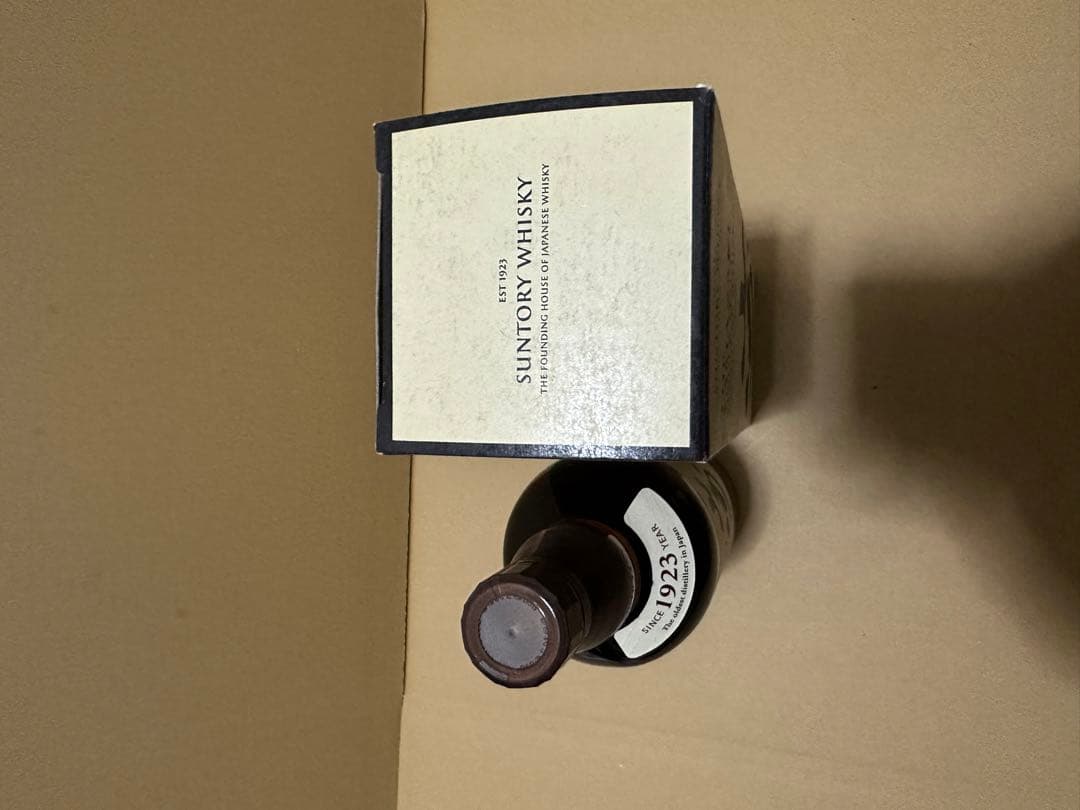 EST 1923
SUNTORY WHISKY
THE FOUNDING HOUSE OF JAPANESE WHISKY
SINCE 1923 YEAR
The oldest distillery in Japan